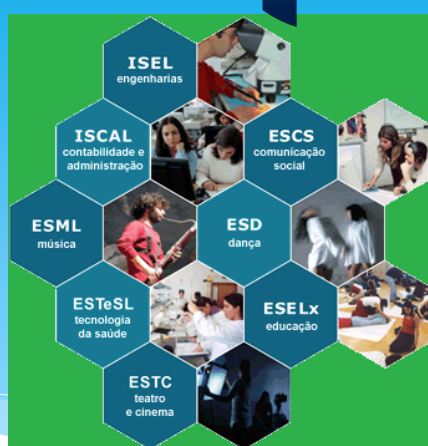 ISEL
engenharias
ISCAL
contabilidade e
administração
ESCS
comunicação
social
ESML
música
ESD
dança
ESTeSL
tecnologia
da saúde
ESELx
educação
ESTC
teatro
e cinema